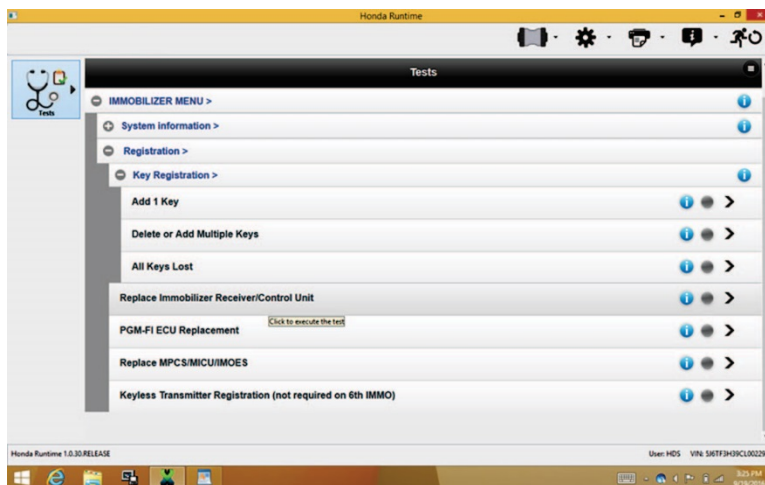 Honda Runtime
Tests
Tests
IMMOBILIZER MENU >
System information >
Registration >
Key Registration >
Add 1 Key
Delete or Add Multiple Keys
All Keys Lost
Replace Immobilizer Receiver/Control Unit
Click to execute the test
PGM-FI ECU Replacement
Replace MPCS/MICU/IMOES
Keyless Transmitter Registration (not required on 6th IMMO)
Honda Runtime 1.0.30.RELEASE
User: HDS
3:25 PM